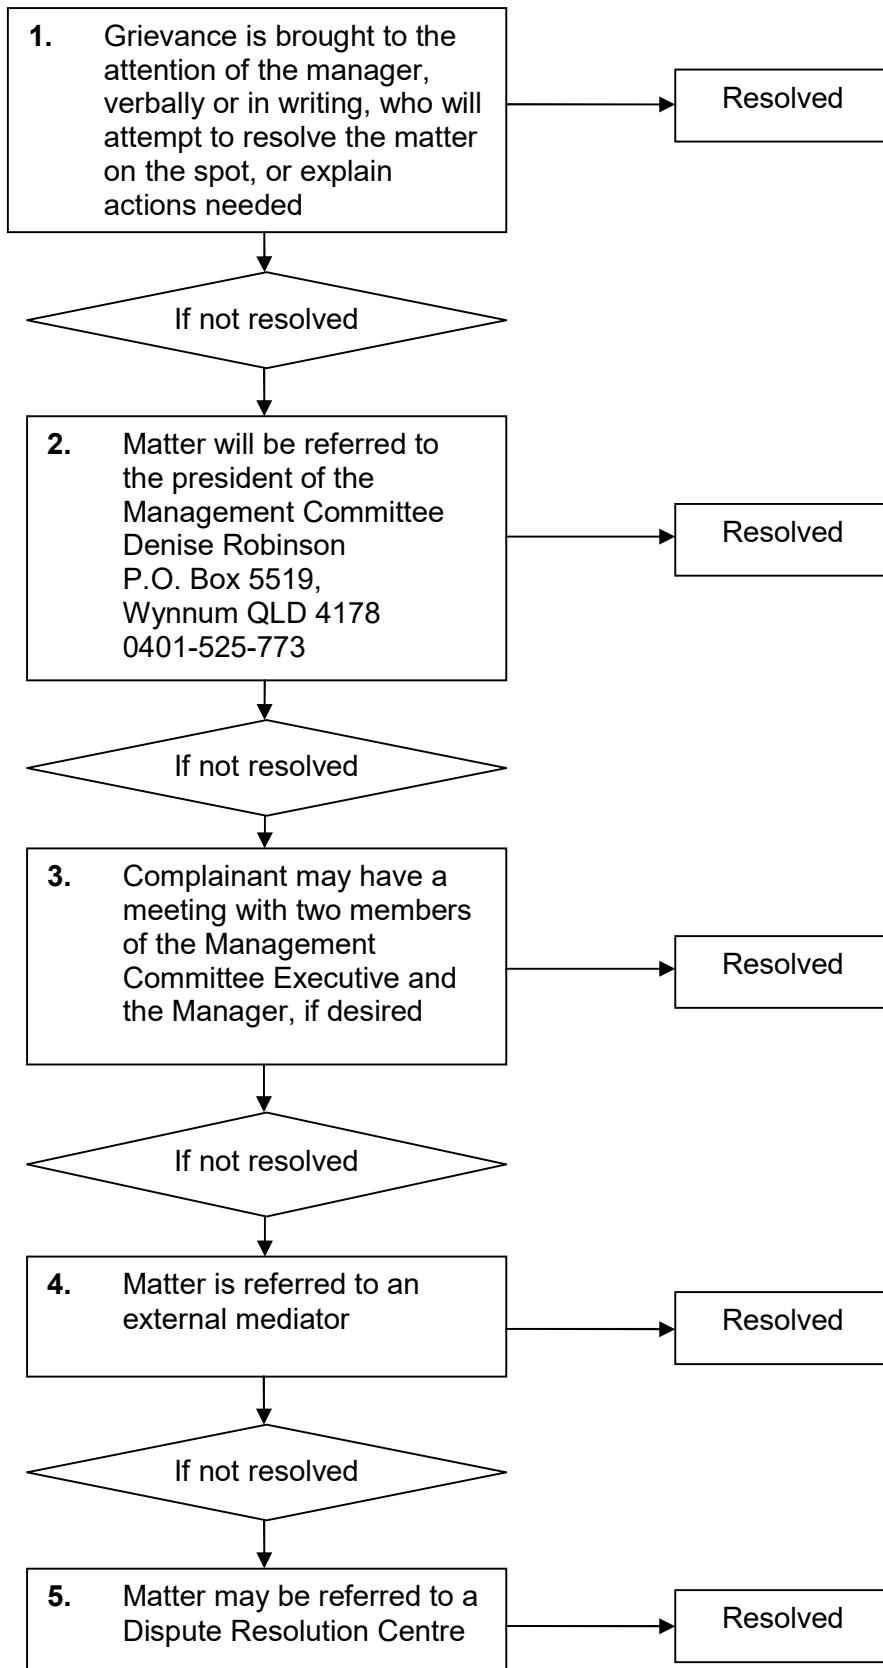 1. Grievance is brought to the
attention of the manager,
verbally or in writing, who will
attempt to resolve the matter
on the spot, or explain
actions needed
Resolved
If not resolved
2. Matter will be referred to
the president of the
Management Committee
Denise Robinson
P.O. Box 5519,
Wynnum QLD 4178
0401-525-773
Resolved
If not resolved
3. Complainant may have a
meeting with two members
of the Management
Committee Executive and
the Manager, if desired
Resolved
If not resolved
4. Matter is referred to an
external mediator
Resolved
If not resolved
5. Matter may be referred to a
Dispute Resolution Centre
Resolved